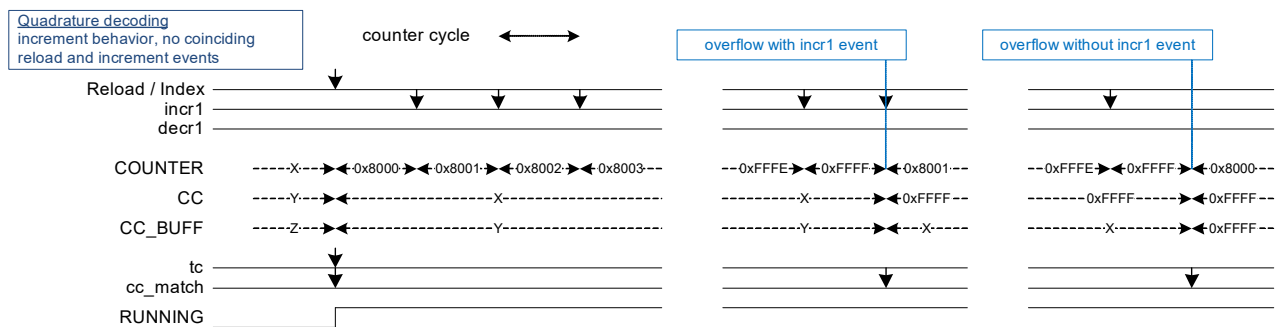 Quadrature decoding
increment behavior, no coinciding
reload and increment events
counter cycle
overflow with incr1 event
overflow without incr1 event
Reload / Index
incr1
decr1
COUNTER X 0x8000 0x8001 0x8002 0x8003 0xFFFE 0xFFFF 0x8001 0xFFFE 0xFFFF 0x8000
CC Y X X 0xFFFF 0xFFFF 0xFFFF
CC_BUFF Z Y Y X X 0xFFFF
tc
cc_match
RUNNING